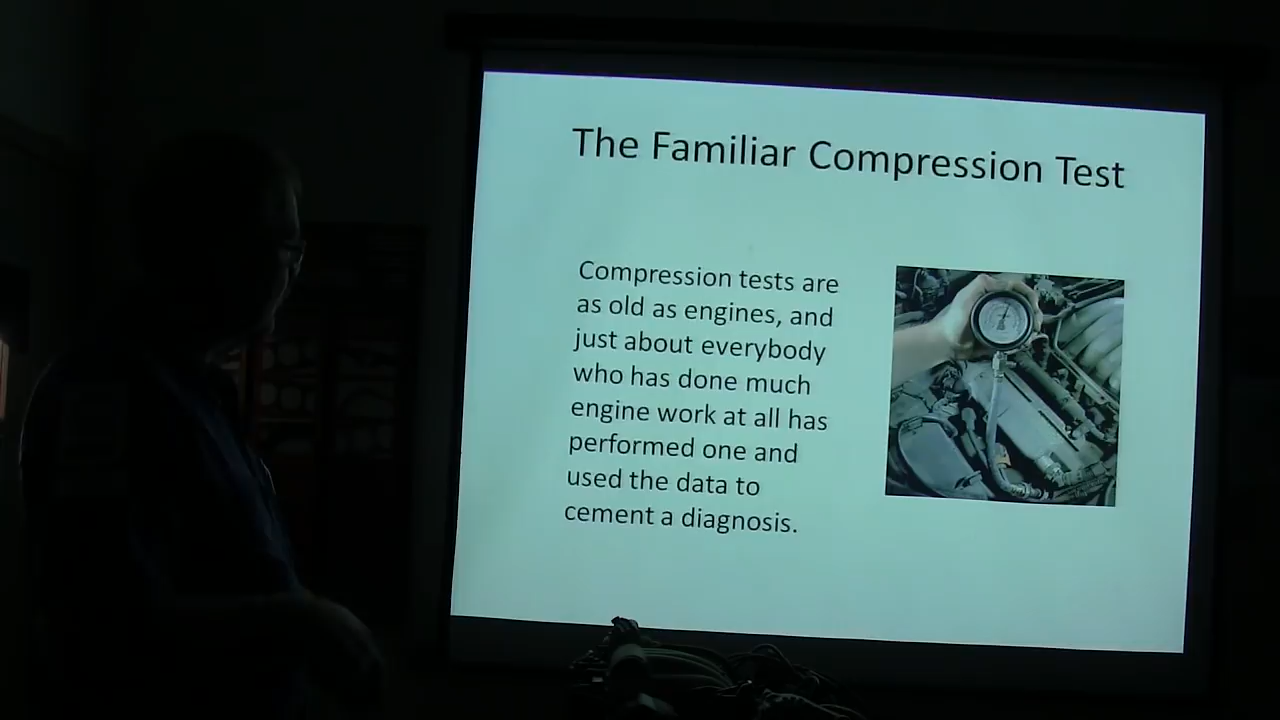 The Familiar Compression Test
Compression tests are
as old as engines, and
just about everybody
who has done much
engine work at all has
performed one and
used the data to
cement a diagnosis.